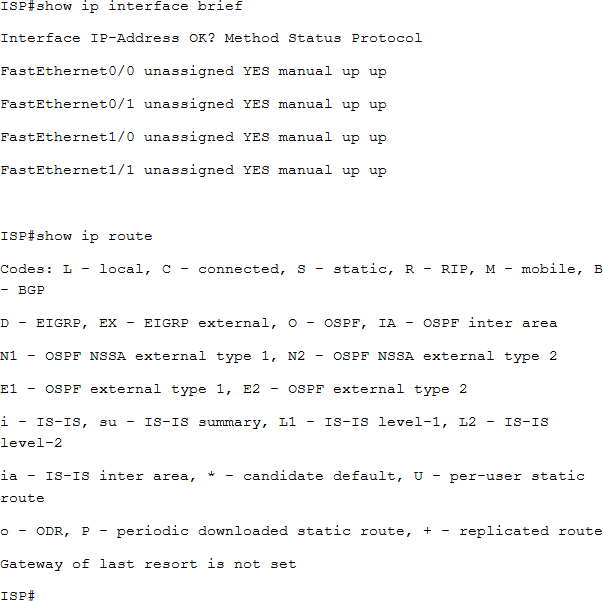 ISP#show ip interface brief
Interface IP-Address OK? Method Status Protocol
FastEthernet0/0 unassigned YES manual up up
FastEthernet0/1 unassigned YES manual up up
FastEthernet1/0 unassigned YES manual up up
FastEthernet1/1 unassigned YES manual up up
ISP#show ip route
Codes: L - local, C - connected, S - static, R - RIP, M - mobile, B
- BGP
D - EIGRP, EX - EIGRP external, O - OSPF, IA - OSPF inter area
N1 - OSPF NSSA external type 1, N2 - OSPF NSSA external type 2
E1 - OSPF external type 1, E2 - OSPF external type 2
i - IS-IS, su - IS-IS summary, L1 - IS-IS level-1, L2 - IS-IS
level-2
ia - IS-IS inter area, * - candidate default, U - per-user static
route
o - ODR, P - periodic downloaded static route, + - replicated route
Gateway of last resort is not set
ISP#